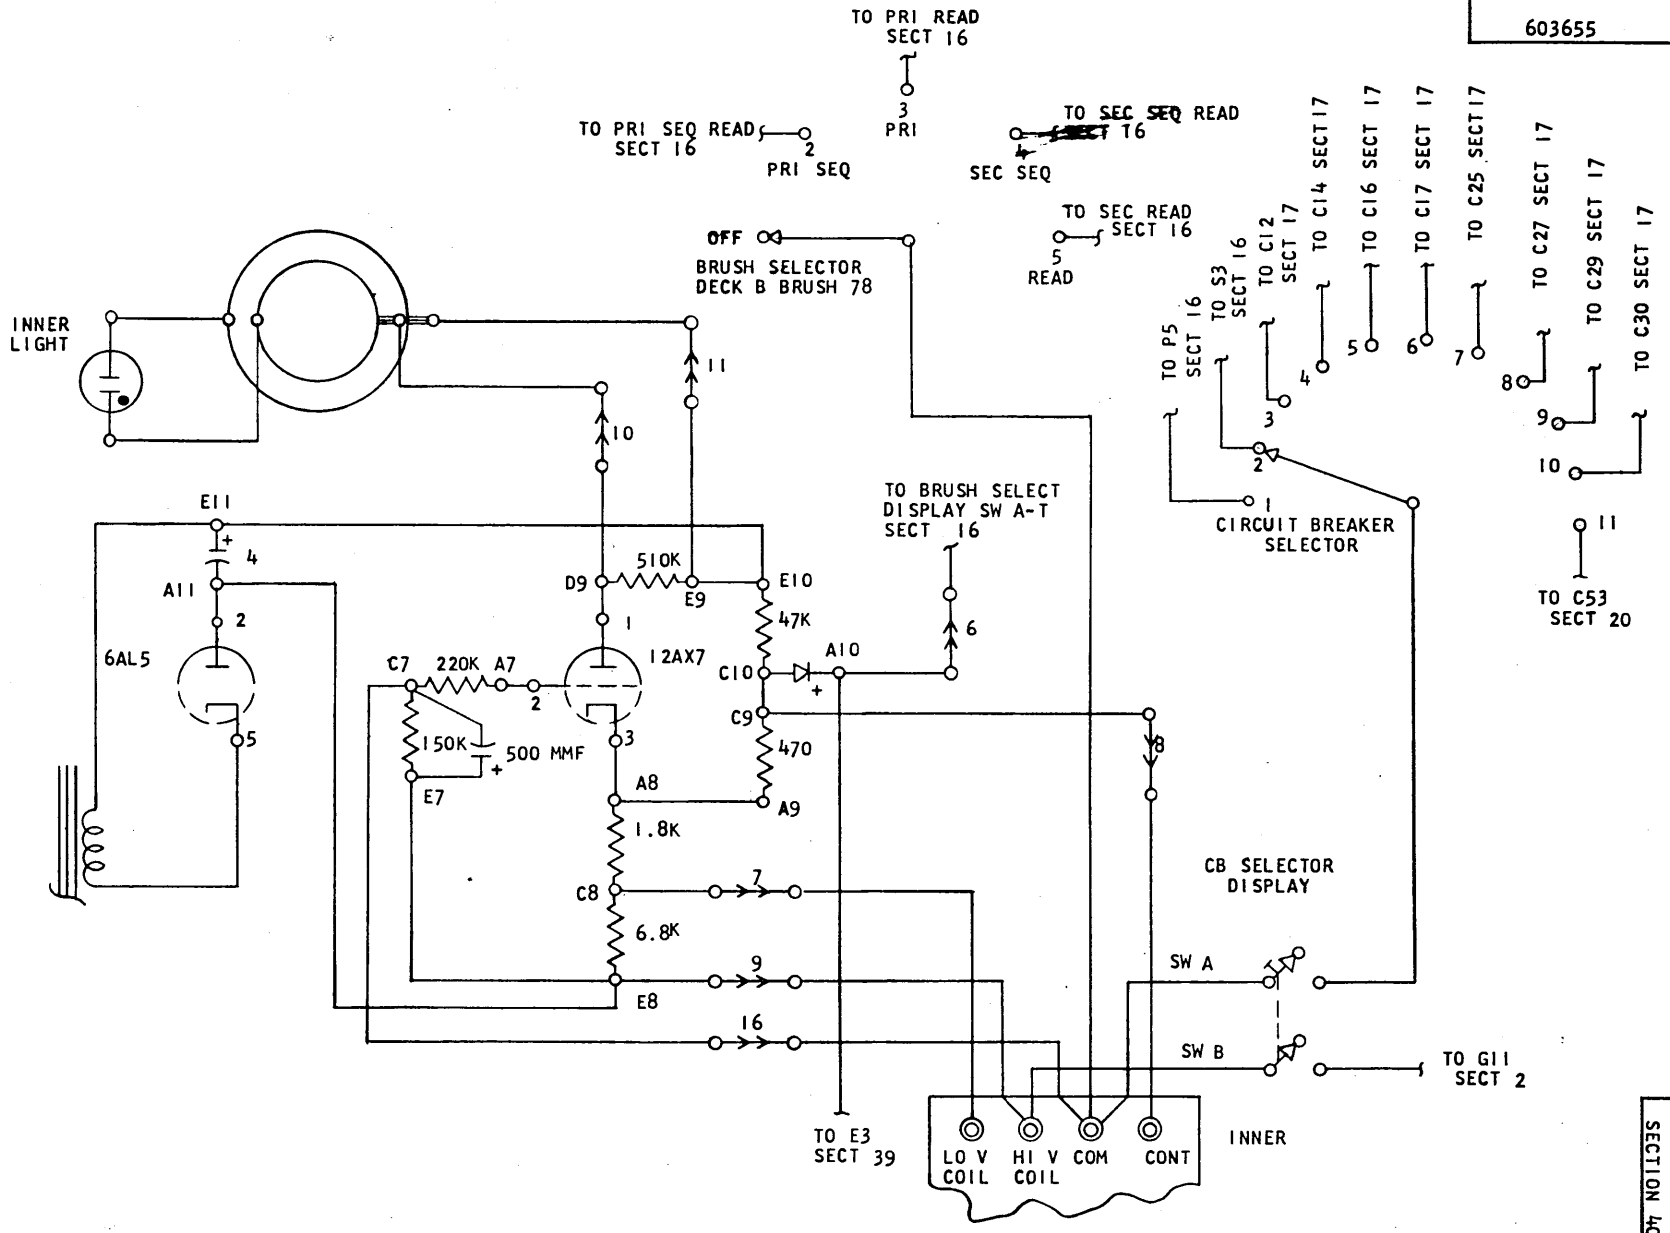 603655
TO PRI READ
SECT 16
3
PRI
TO PRI SEQ READ
SECT 16
2
PRI SEQ
TO SEC SEQ READ
SECT 16
4
SEC SEQ
TO SEC READ
SECT 16
5
READ
OFF
BRUSH SELECTOR
DECK B BRUSH 78
INNER
LIGHT
11
10
TO P5
SECT 16
TO S3
SECT 16
TO C12
SECT 17
TO C14 SECT 17
TO C16 SECT 17
TO C17 SECT 17
TO C25 SECT 17
TO C27 SECT 17
TO C29 SECT 17
TO C30 SECT 17
1
2
3
4
5
6
7
8
9
10
11
CIRCUIT BREAKER
SELECTOR
TO C53
SECT 20
TO BRUSH SELECT
DISPLAY SW A-T
SECT 16
6
E11
+
4
A11
2
6AL5
5
D9
510K
E9
E10
1
47K
12AX7
C7
220K
A7
2
C10
+
A10
C9
150K
500 MMF
+
3
470
8
E7
A8
A9
1.8K
C8
7
6.8K
9
E8
16
CB SELECTOR
DISPLAY
SW A
SW B
TO G11
SECT 2
TO E3
SECT 39
LO V
COIL
HI V
COIL
COM
CONT
INNER
SECTION